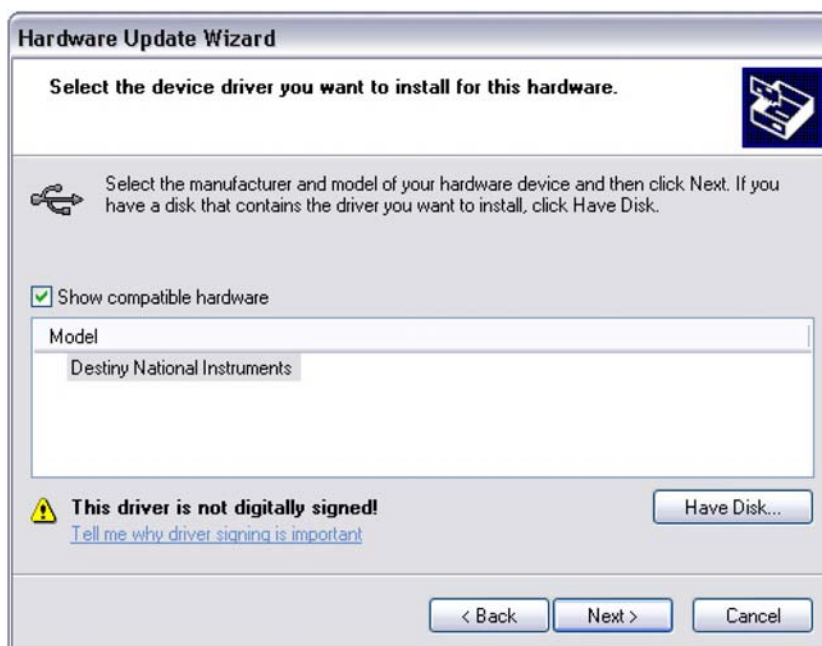 Hardware Update Wizard
Select the device driver you want to install for this hardware.
Select the manufacturer and model of your hardware device and then click Next. If you
have a disk that contains the driver you want to install, click Have Disk.
Show compatible hardware
Model
Destiny National Instruments
This driver is not digitally signed!
Have Disk...
Tell me why driver signing is important
< Back
Next >
Cancel